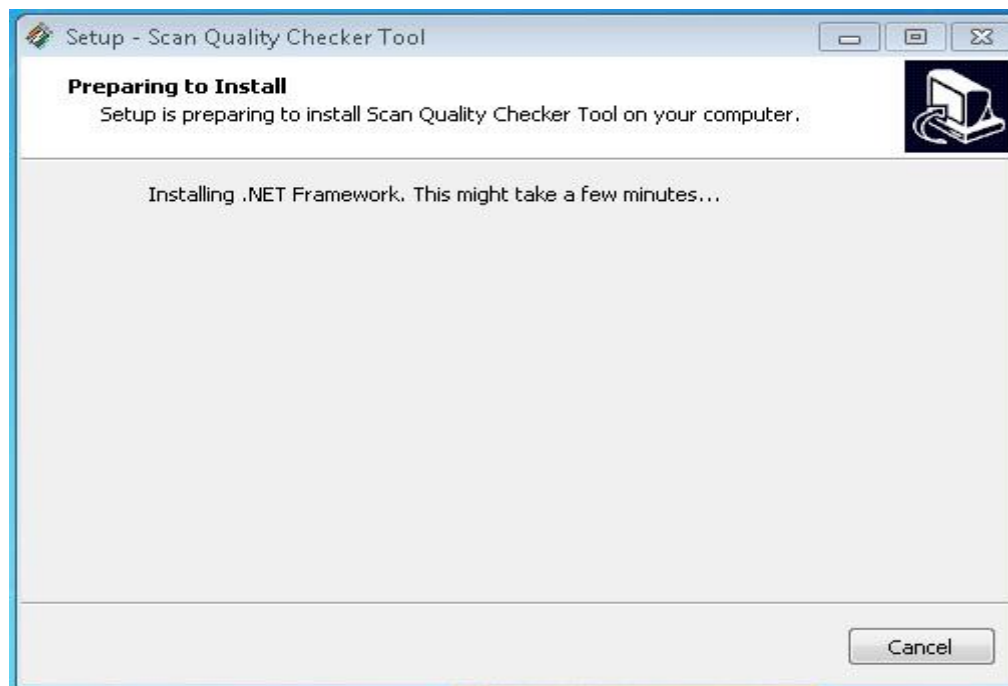 Setup - Scan Quality Checker Tool
Preparing to Install
Setup is preparing to install Scan Quality Checker Tool on your computer.
Installing .NET Framework. This might take a few minutes...
Cancel